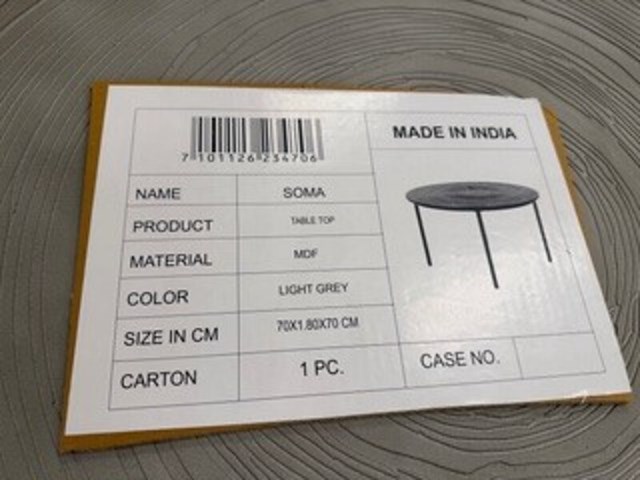 7 101126 234706
MADE IN INDIA
NAME SOMA
PRODUCT TABLE TOP
MATERIAL MDF
COLOR LIGHT GREY
SIZE IN CM 70X1.80X70 CM
CARTON 1 PC.
CASE NO.